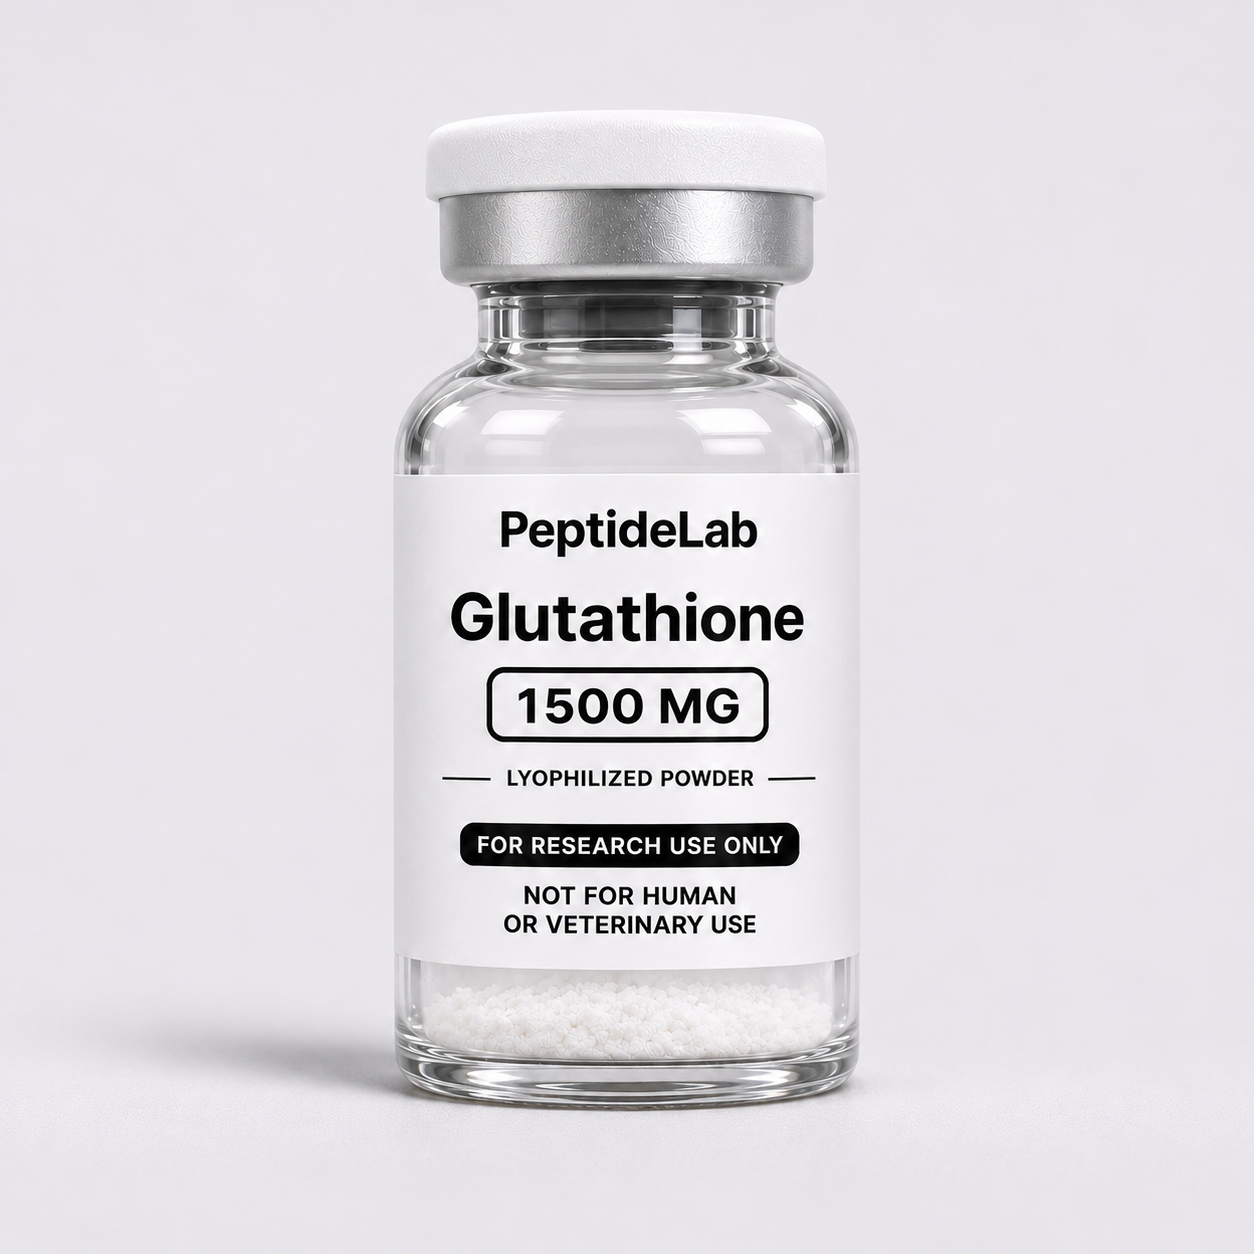 PeptideLab
Glutathione
1500 MG
LYOPHILIZED POWDER
FOR RESEARCH USE ONLY
NOT FOR HUMAN
OR VETERINARY USE